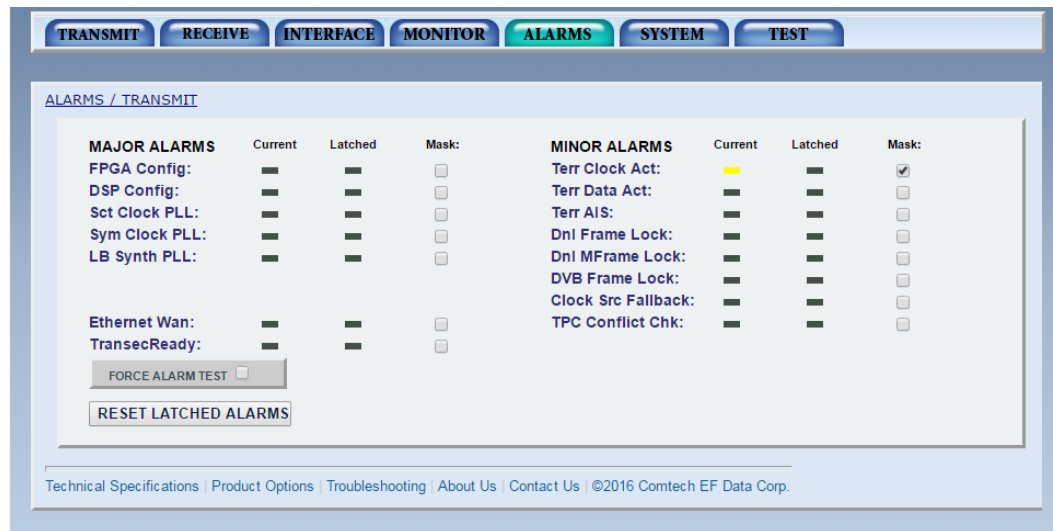 TRANSMIT RECEIVE INTERFACE MONITOR ALARMS SYSTEM TEST
ALARMS / TRANSMIT
MAJOR ALARMS Current Latched Mask: MINOR ALARMS Current Latched Mask:
FPGA Config: Terr Clock Act:
DSP Config: Terr Data Act:
Sct Clock PLL: Terr AIS:
Sym Clock PLL: Dnl Frame Lock:
LB Synth PLL: Dnl MFrame Lock:
DVB Frame Lock:
Clock Src Fallback:
Ethernet Wan: TPC Conflict Chk:
TransecReady:
FORCE ALARM TEST
RESET LATCHED ALARMS
Technical Specifications | Product Options | Troubleshooting | About Us | Contact Us | ©2016 Comtech EF Data Corp.